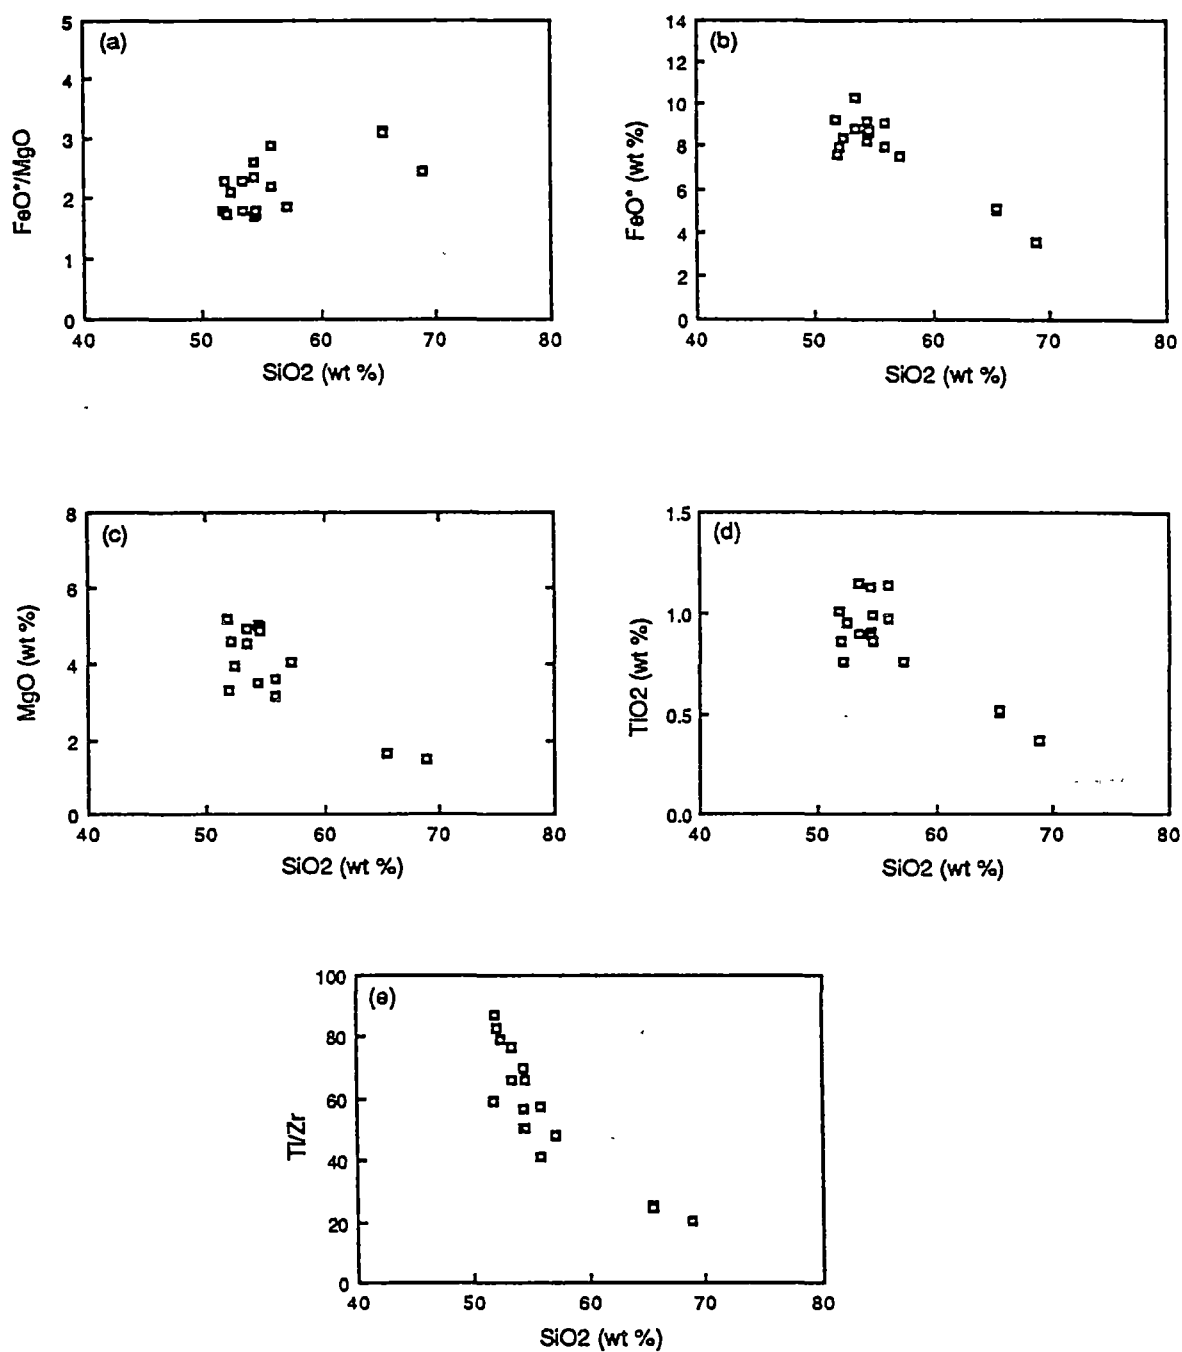 (a)
5
4
3
2
1
0
FeO*/MgO
40 50 60 70 80
SiO2 (wt %)
(b)
14
12
10
8
6
4
2
0
FeO* (wt %)
40 50 60 70 80
SiO2 (wt %)
(c)
8
6
4
2
0
MgO (wt %)
40 50 60 70 80
SiO2 (wt %)
(d)
1.5
1.0
0.5
0.0
TiO2 (wt %)
40 50 60 70 80
SiO2 (wt %)
(e)
100
80
60
40
20
0
Ti/Zr
40 50 60 70 80
SiO2 (wt %)